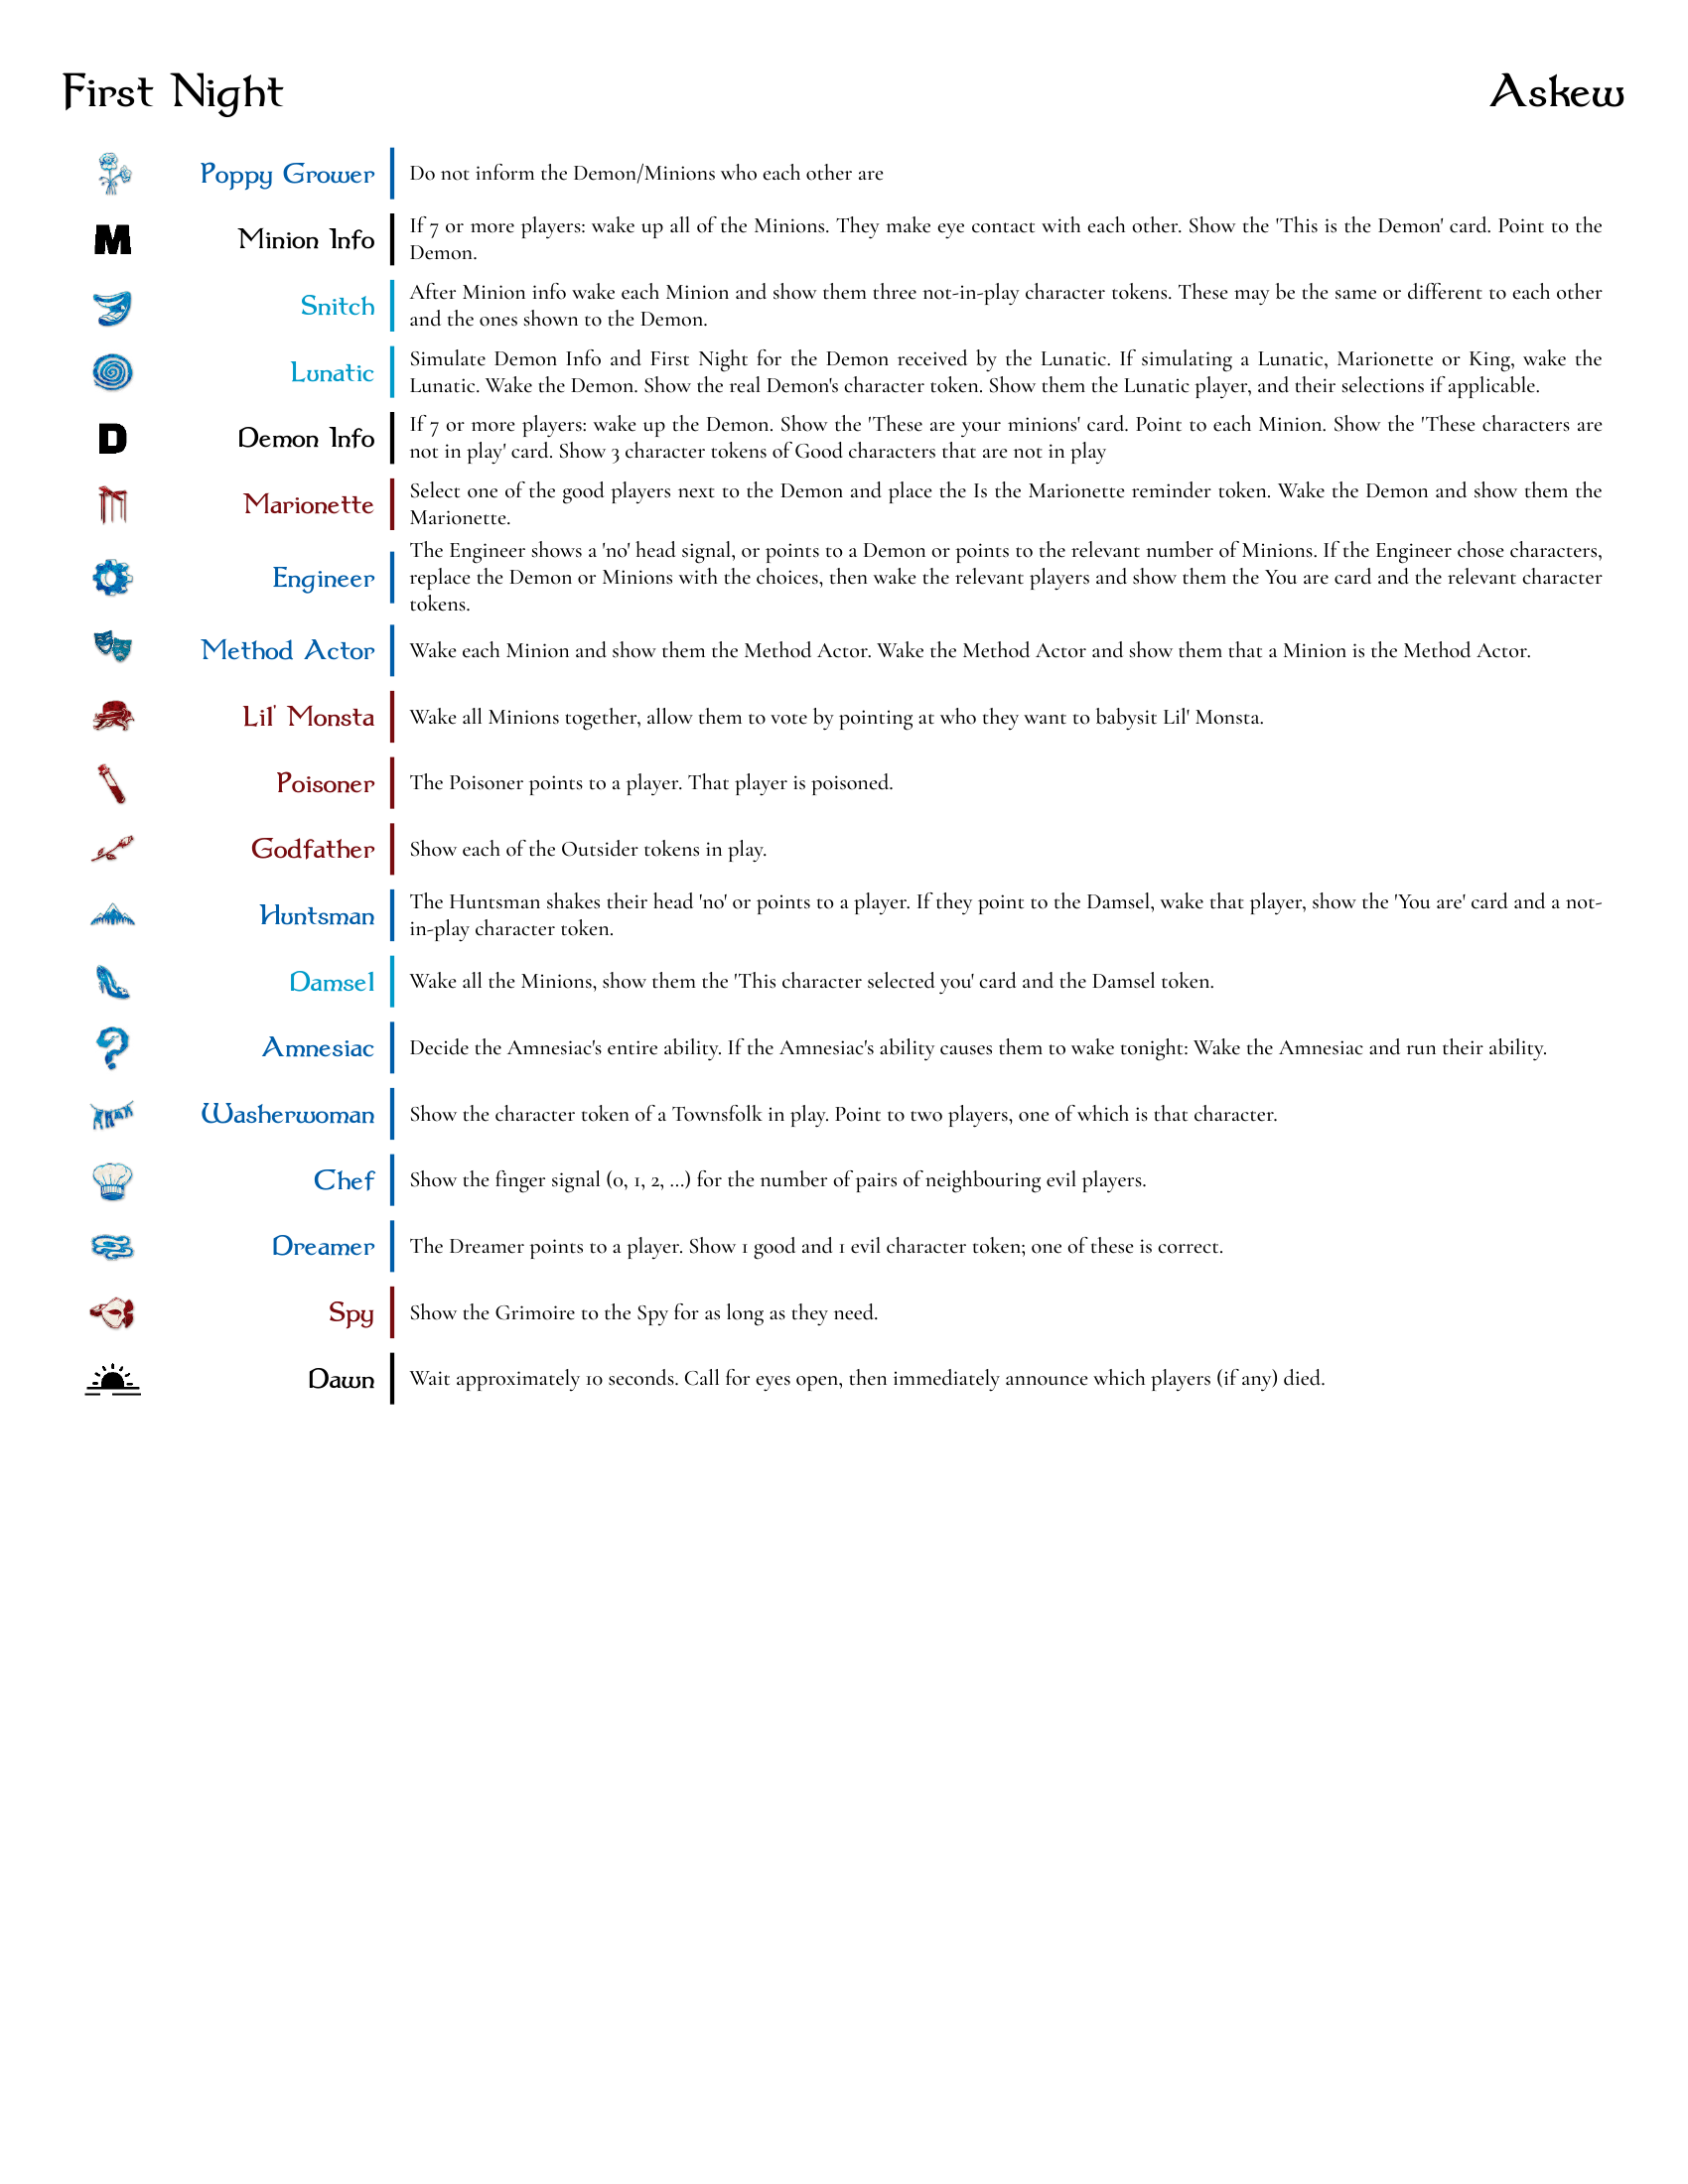 First Night
Askew
Poppy Grower
Do not inform the Demon/Minions who each other are
M
Minion Info
If 7 or more players: wake up all of the Minions. They make eye contact with each other. Show the 'This is the Demon' card. Point to the
Demon.
Snitch
After Minion info wake each Minion and show them three not-in-play character tokens. These may be the same or different to each other
and the ones shown to the Demon.
Lunatic
Simulate Demon Info and First Night for the Demon received by the Lunatic. If simulating a Lunatic, Marionette or King, wake the
Lunatic. Wake the Demon. Show the real Demon's character token. Show them the Lunatic player, and their selections if applicable.
D
Demon Info
If 7 or more players: wake up the Demon. Show the 'These are your minions' card. Point to each Minion. Show the 'These characters are
not in play' card. Show 3 character tokens of Good characters that are not in play
Marionette
Select one of the good players next to the Demon and place the Is the Marionette reminder token. Wake the Demon and show them the
Marionette.
Engineer
The Engineer shows a 'no' head signal, or points to a Demon or points to the relevant number of Minions. If the Engineer chose characters,
replace the Demon or Minions with the choices, then wake the relevant players and show them the You are card and the relevant character
tokens.
Method Actor
Wake each Minion and show them the Method Actor. Wake the Method Actor and show them that a Minion is the Method Actor.
Lil' Monsta
Wake all Minions together, allow them to vote by pointing at who they want to babysit Lil' Monsta.
Poisoner
The Poisoner points to a player. That player is poisoned.
Godfather
Show each of the Outsider tokens in play.
Huntsman
The Huntsman shakes their head 'no' or points to a player. If they point to the Damsel, wake that player, show the 'You are' card and a not-
in-play character token.
Damsel
Wake all the Minions, show them the 'This character selected you' card and the Damsel token.
Amnesiac
Decide the Amnesiac's entire ability. If the Amnesiac's ability causes them to wake tonight: Wake the Amnesiac and run their ability.
Washerwoman
Show the character token of a Townsfolk in play. Point to two players, one of which is that character.
Chef
Show the finger signal (0, 1, 2, ...) for the number of pairs of neighbouring evil players.
Dreamer
The Dreamer points to a player. Show 1 good and 1 evil character token; one of these is correct.
Spy
Show the Grimoire to the Spy for as long as they need.
Dawn
Wait approximately 10 seconds. Call for eyes open, then immediately announce which players (if any) died.